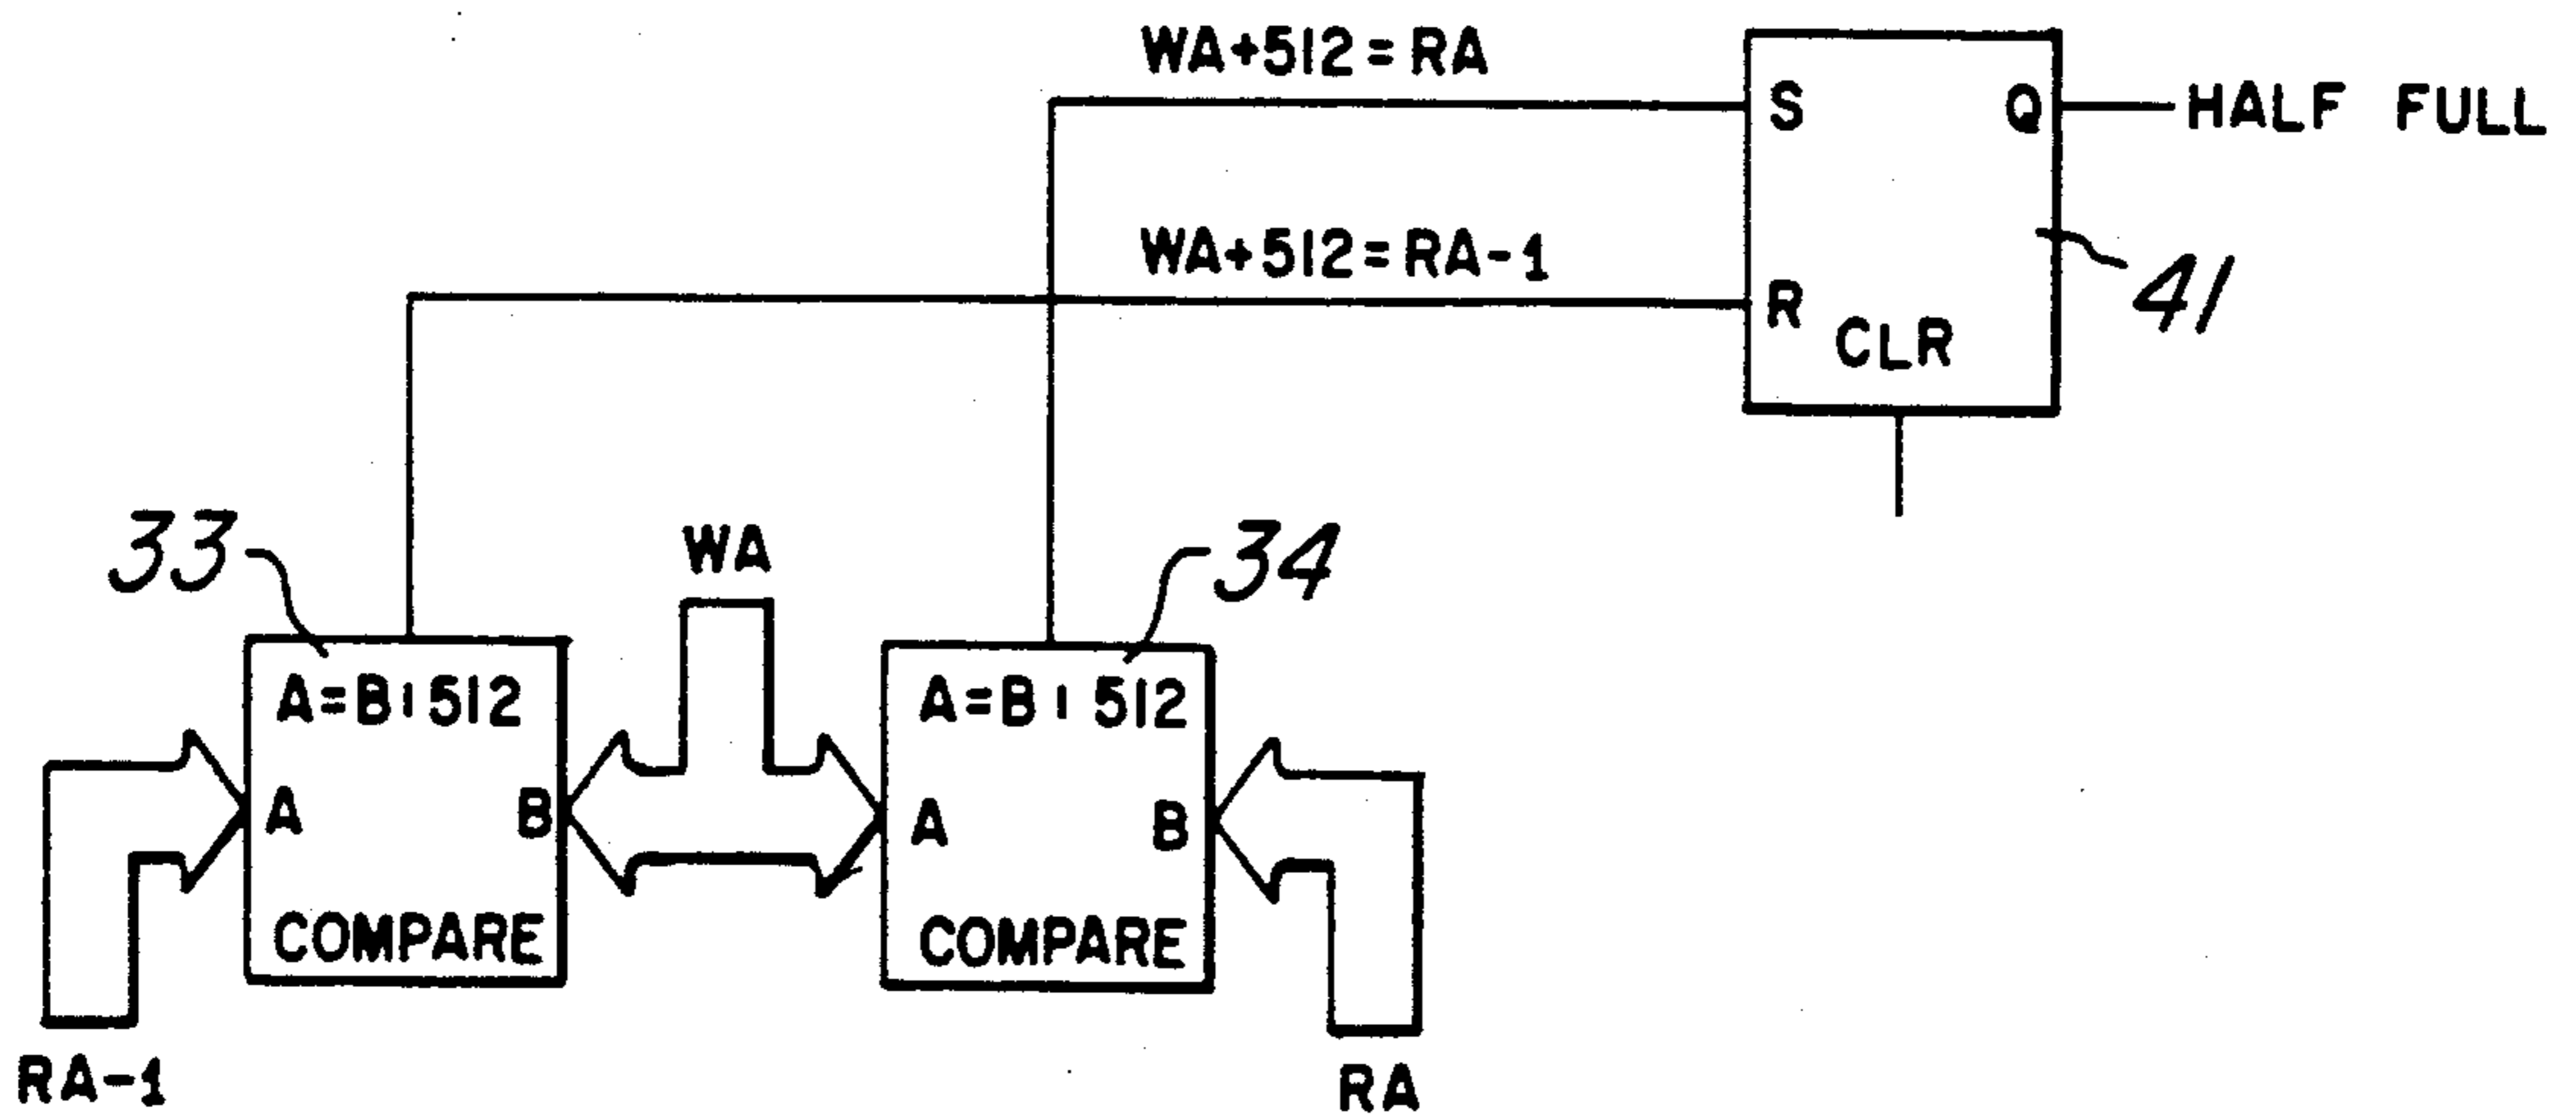 WA+512=RA
S
Q
HALF FULL
WA+512=RA-1
R
CLR
41
33
WA
34
A=B+512
A=B+512
A
B
A
B
COMPARE
COMPARE
RA-1
RA